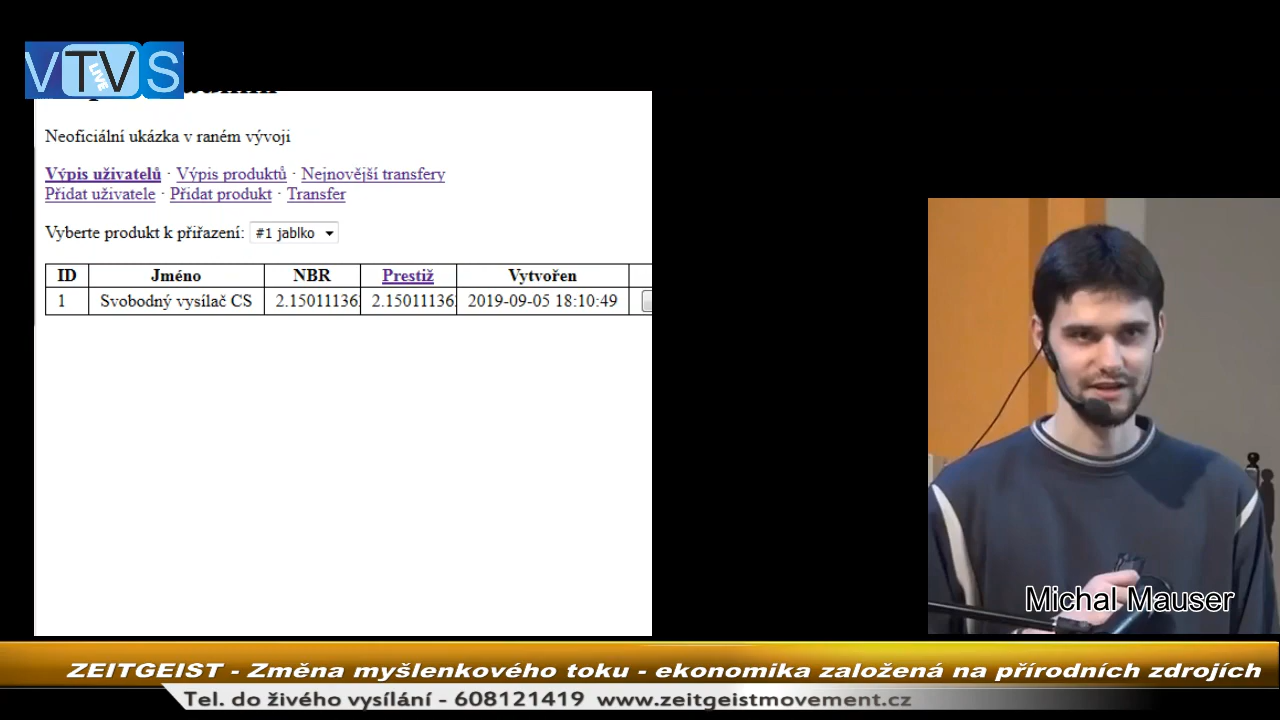 VTVS
LIVE
Neoficiální ukázka v raném vývoji
Výpis uživatelů · Výpis produktů · Nejnovější transfery
Přidat uživatele · Přidat produkt · Transfer
Vyberte produkt k přiřazení: #1 jablko
ID Jméno NBR Prestiž Vytvořen
1 Svobodný vysílač CS 2.15011136 2.15011136 2019-09-05 18:10:49
Michal Mauser
ZEITGEIST - Změna myšlenkového toku - ekonomika založená na přírodních zdrojích
Tel. do živého vysílání - 608121419 www.zeitgeistmovement.cz